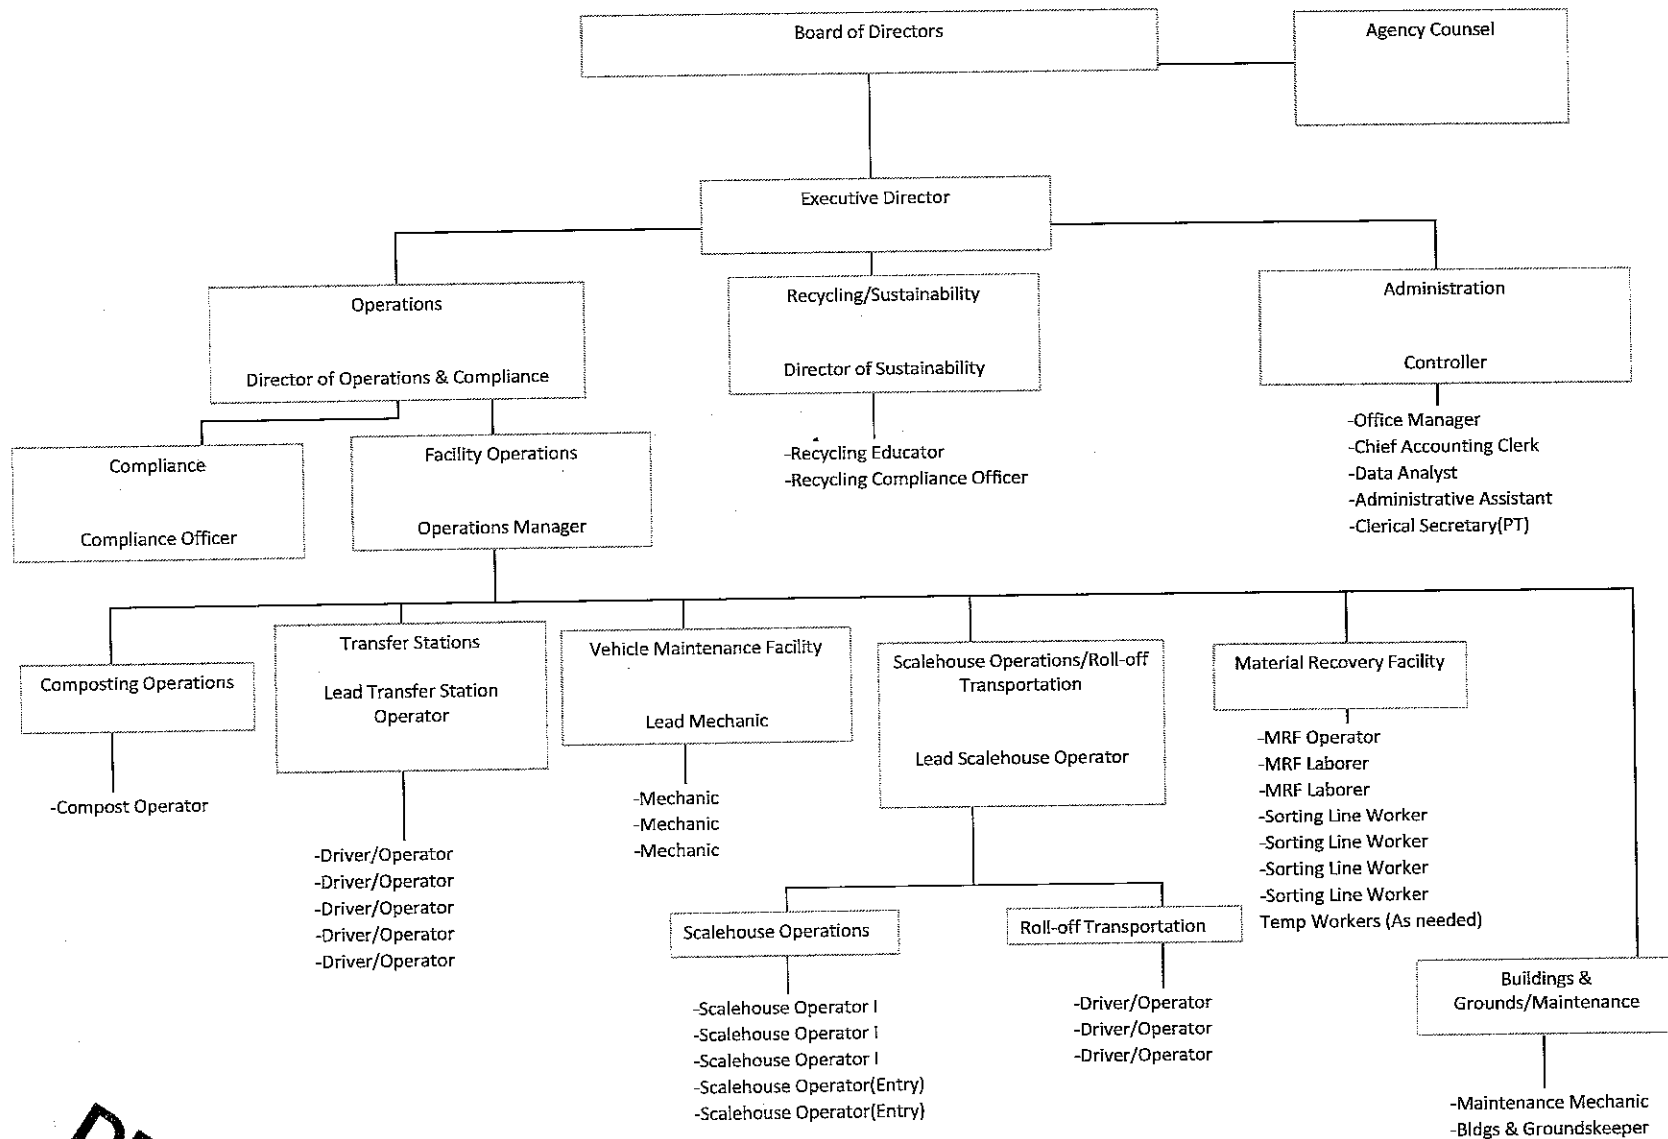 Board of Directors
Agency Counsel
Executive Director
Operations
Director of Operations & Compliance
Recycling/Sustainability
Director of Sustainability
Administration
Controller
-Office Manager
-Chief Accounting Clerk
-Data Analyst
-Administrative Assistant
-Clerical Secretary(PT)
-Recycling Educator
-Recycling Compliance Officer
Compliance
Compliance Officer
Facility Operations
Operations Manager
Composting Operations
-Compost Operator
Transfer Stations
Lead Transfer Station
Operator
-Driver/Operator
-Driver/Operator
-Driver/Operator
-Driver/Operator
-Driver/Operator
Vehicle Maintenance Facility
Lead Mechanic
-Mechanic
-Mechanic
-Mechanic
Scalehouse Operations/Roll-off
Transportation
Lead Scalehouse Operator
Scalehouse Operations
-Scalehouse Operator I
-Scalehouse Operator I
-Scalehouse Operator I
-Scalehouse Operator(Entry)
-Scalehouse Operator(Entry)
Roll-off Transportation
-Driver/Operator
-Driver/Operator
-Driver/Operator
Material Recovery Facility
-MRF Operator
-MRF Laborer
-MRF Laborer
-Sorting Line Worker
-Sorting Line Worker
-Sorting Line Worker
-Sorting Line Worker
Temp Workers (As needed)
Buildings &
Grounds/Maintenance
-Maintenance Mechanic
-Bldgs & Groundskeeper